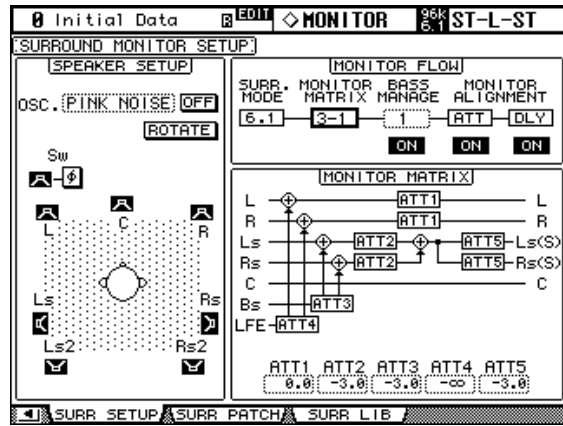 0 Initial Data EDIT ◇MONITOR 96k 6.1 ST-L-ST
SURROUND MONITOR SETUP
SPEAKER SETUP
OSC. PINK NOISE OFF
ROTATE
Sw
ϕ
L C R
Ls Rs
Ls2 Rs2
MONITOR FLOW
SURR. MODE MONITOR MATRIX BASS MANAGE MONITOR ALIGNMENT
6.1 3-1 1 ATT DLY
ON ON ON
MONITOR MATRIX
L ATT1 L
R ATT1 R
Ls ATT2 ATT5 Ls(S)
Rs ATT2 ATT5 Rs(S)
C C
Bs ATT3
LFE ATT4
ATT1 ATT2 ATT3 ATT4 ATT5
0.0 -3.0 -3.0 -∞ -3.0
SURR SETUP SURR PATCH SURR LIB